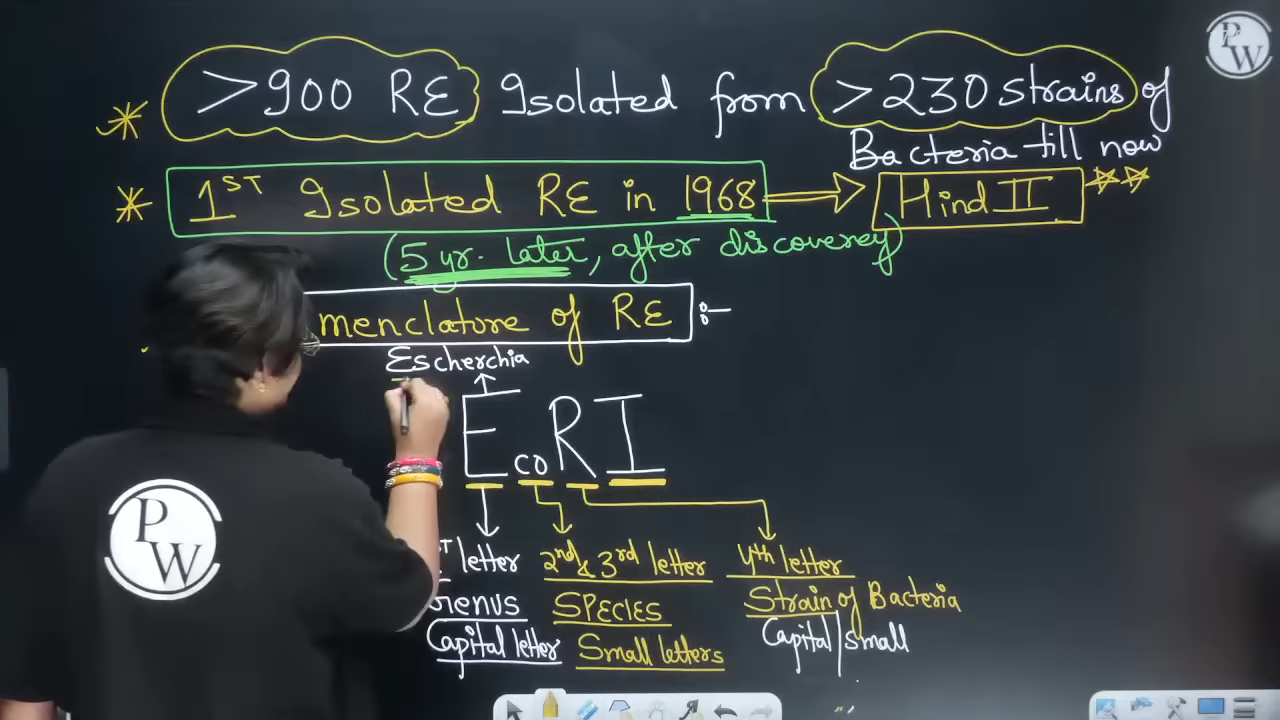 PW
>900 RE Isolated from >230 strains of
Bacteria till now
1ST Isolated RE in 1968 Hind II
(5 yr. later, after discoverey)
menclature of RE :-
Escherchia
E co R I
T letter 2nd & 3rd letter 4th letter
Genus SPECIES Strain of Bacteria
Capital letter Small letters Capital/small
PW